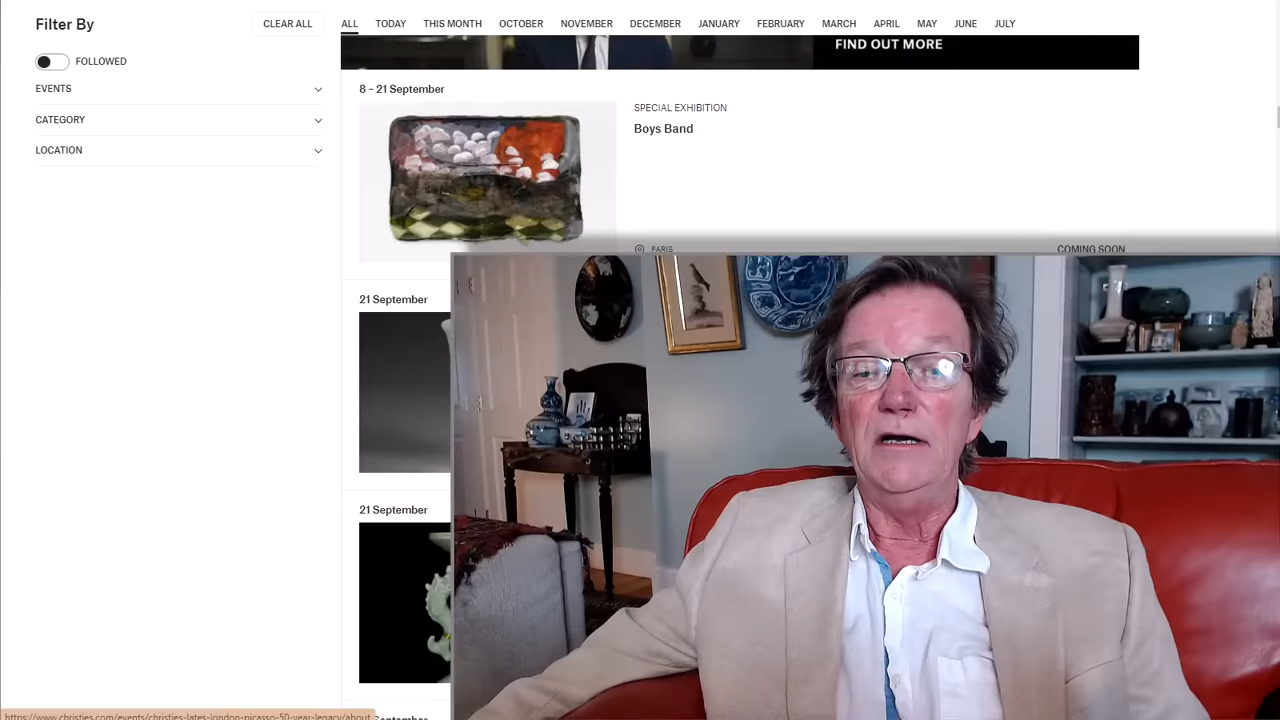 Filter By
CLEAR ALL
ALL TODAY THIS MONTH OCTOBER NOVEMBER DECEMBER JANUARY FEBRUARY MARCH APRIL MAY JUNE JULY
FIND OUT MORE
FOLLOWED
EVENTS
CATEGORY
LOCATION
8 – 21 September
SPECIAL EXHIBITION
Boys Band
PARIS
COMING SOON
21 September
21 September
September
https://www.christies.com/events/christies-lates-london-picasso-50-year-legacy/about